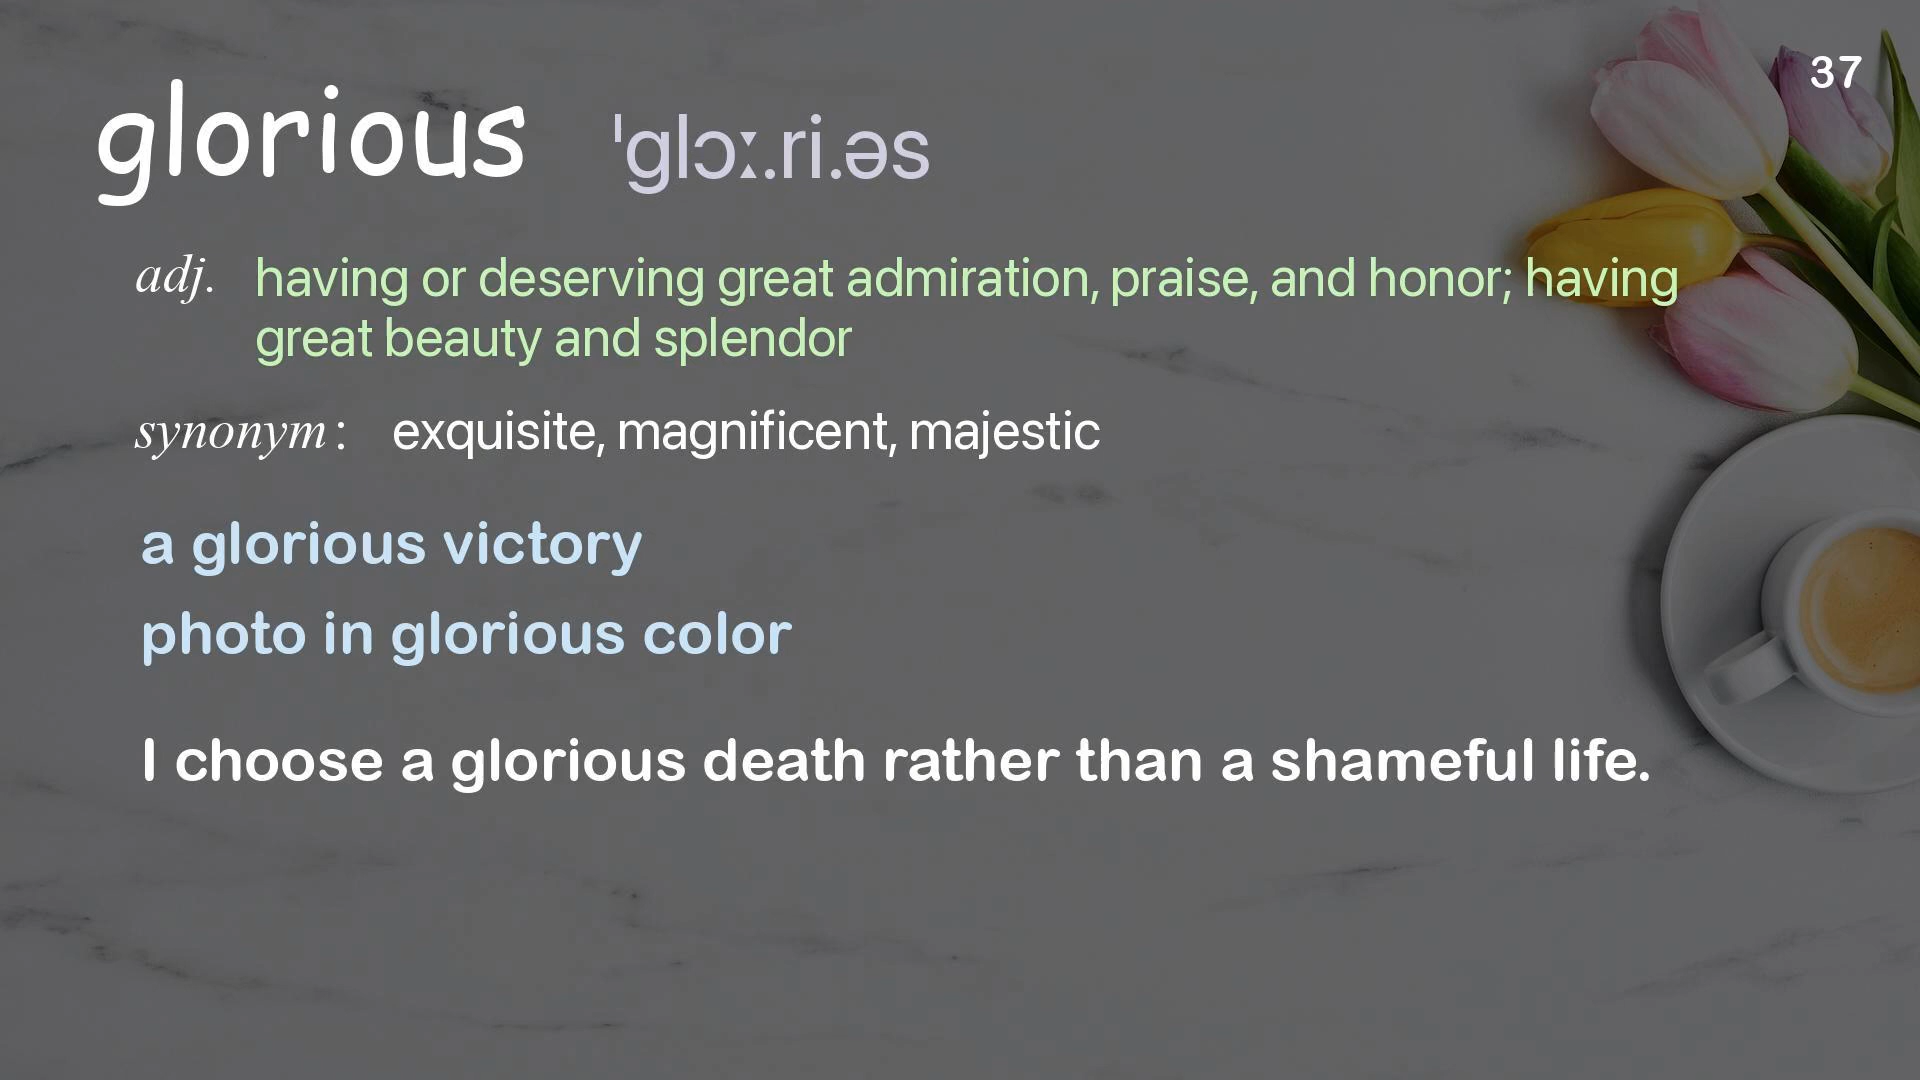 37
glorious ˈɡlɔː.ri.əs
adj. having or deserving great admiration, praise, and honor; having
great beauty and splendor
synonym: exquisite, magnificent, majestic
a glorious victory
photo in glorious color
I choose a glorious death rather than a shameful life.